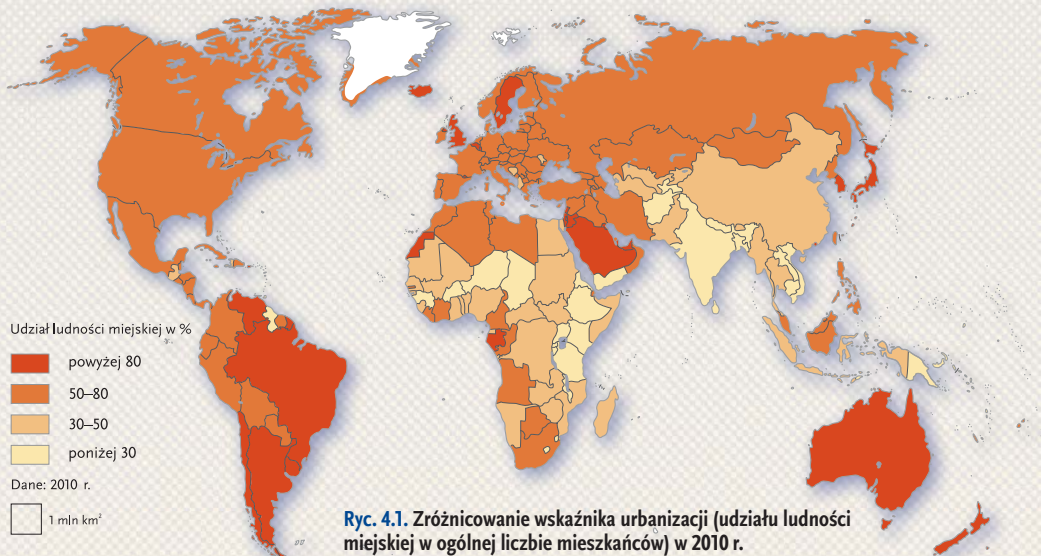 Udział ludności miejskiej w %
powyżej 80
50–80
30–50
poniżej 30
Dane: 2010 r.
1 mln km²
Ryc. 4.1. Zróżnicowanie wskaźnika urbanizacji (udziału ludności
miejskiej w ogólnej liczbie mieszkańców) w 2010 r.